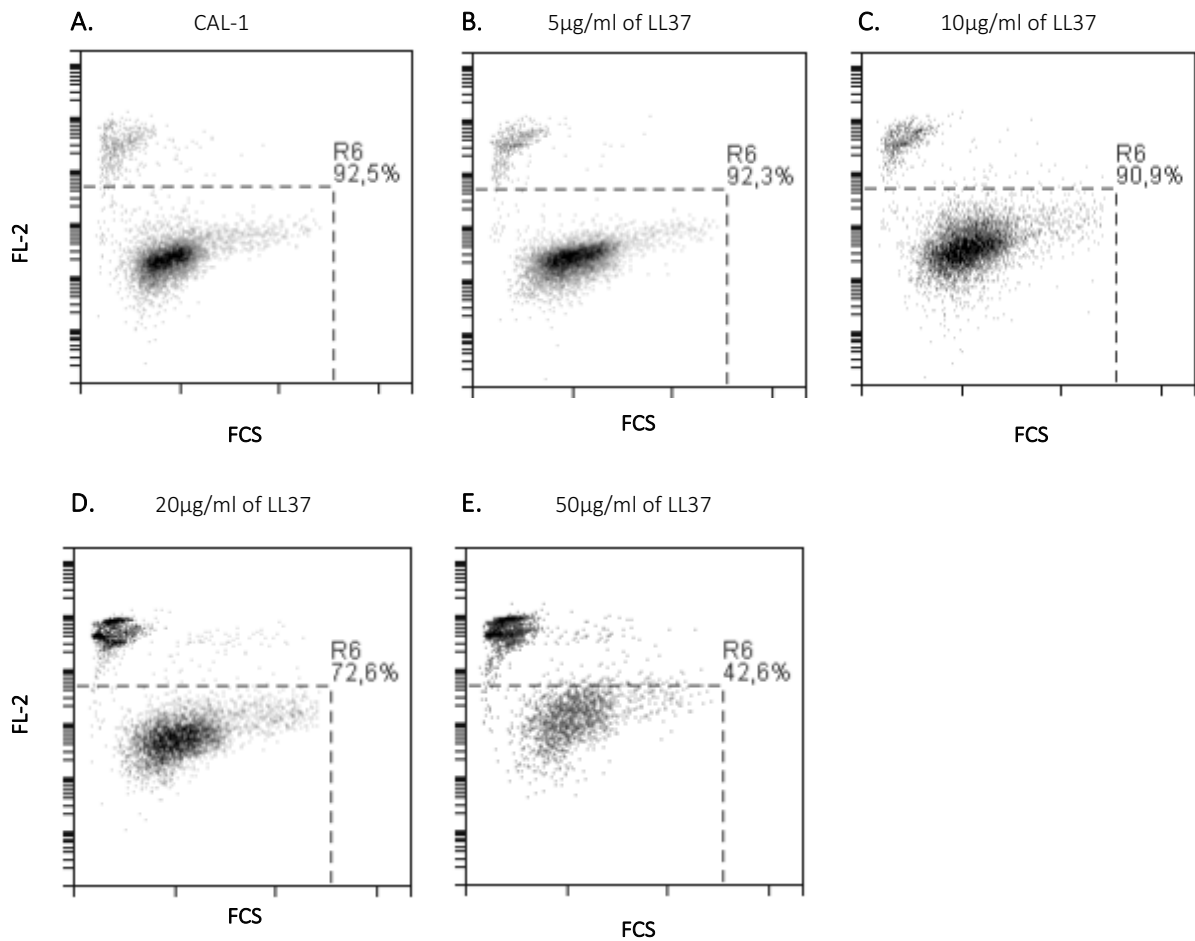 A. CAL-1
B. 5µg/ml of LL37
C. 10µg/ml of LL37
R6
92,5%
R6
92,3%
R6
90,9%
FL-2
FCS
FCS
FCS
D. 20µg/ml of LL37
E. 50µg/ml of LL37
R6
72,6%
R6
42,6%
FL-2
FCS
FCS